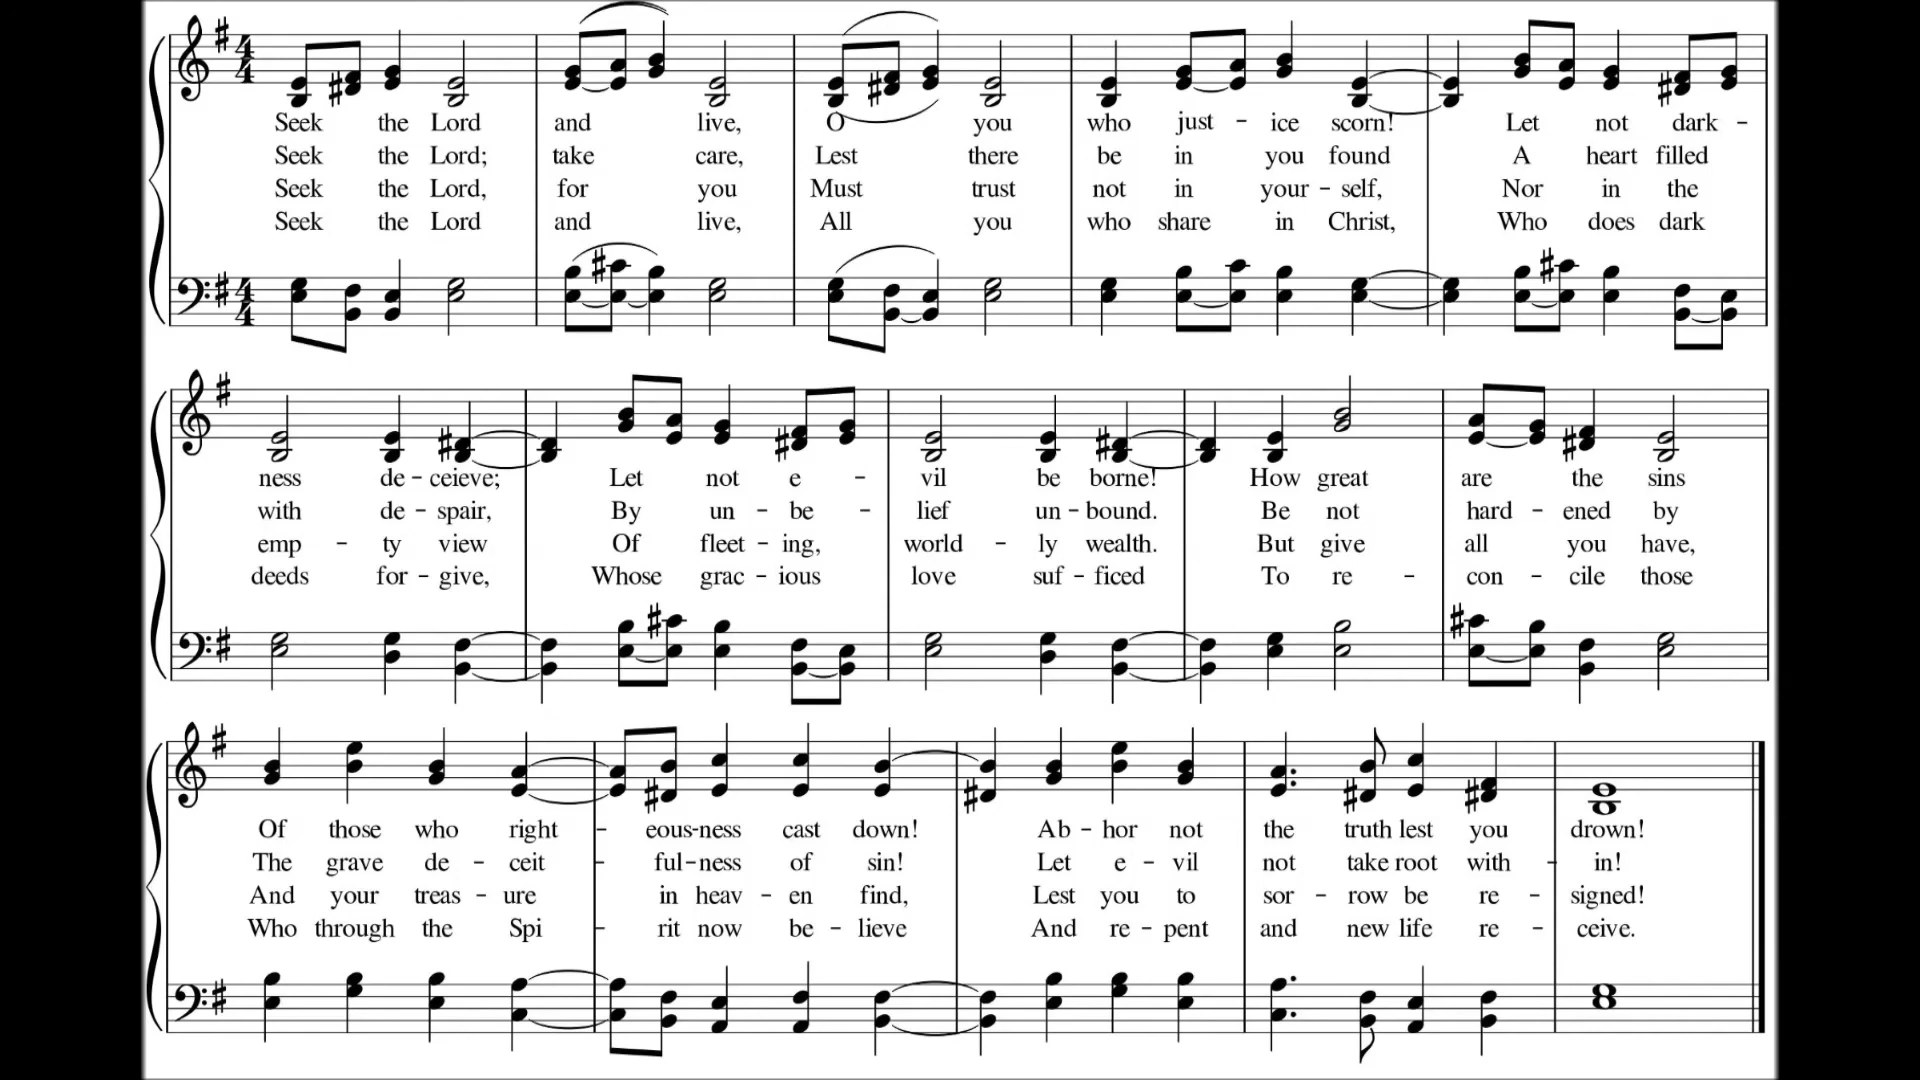 Seek the Lord and live, O you who just - ice scorn! Let not dark -
Seek the Lord; take care, Lest there be in you found A heart filled
Seek the Lord, for you Must trust not in your - self, Nor in the
Seek the Lord and live, All you who share in Christ, Who does dark
ness de - ceieve; Let not e - vil be borne! How great are the sins
with de - spair, By un - be - lief un - bound. Be not hard - ened by
emp - ty view Of fleet - ing, world - ly wealth. But give all you have,
deeds for - give, Whose grac - ious love suf - ficed To re - con - cile those
Of those who right - eous - ness cast down! Ab - hor not the truth lest you drown!
The grave de - ceit - ful - ness of sin! Let e - vil not take root with - in!
And your treas - ure in heav - en find, Lest you to sor - row be re - signed!
Who through the Spi - rit now be - lieve And re - pent and new life re - ceive.